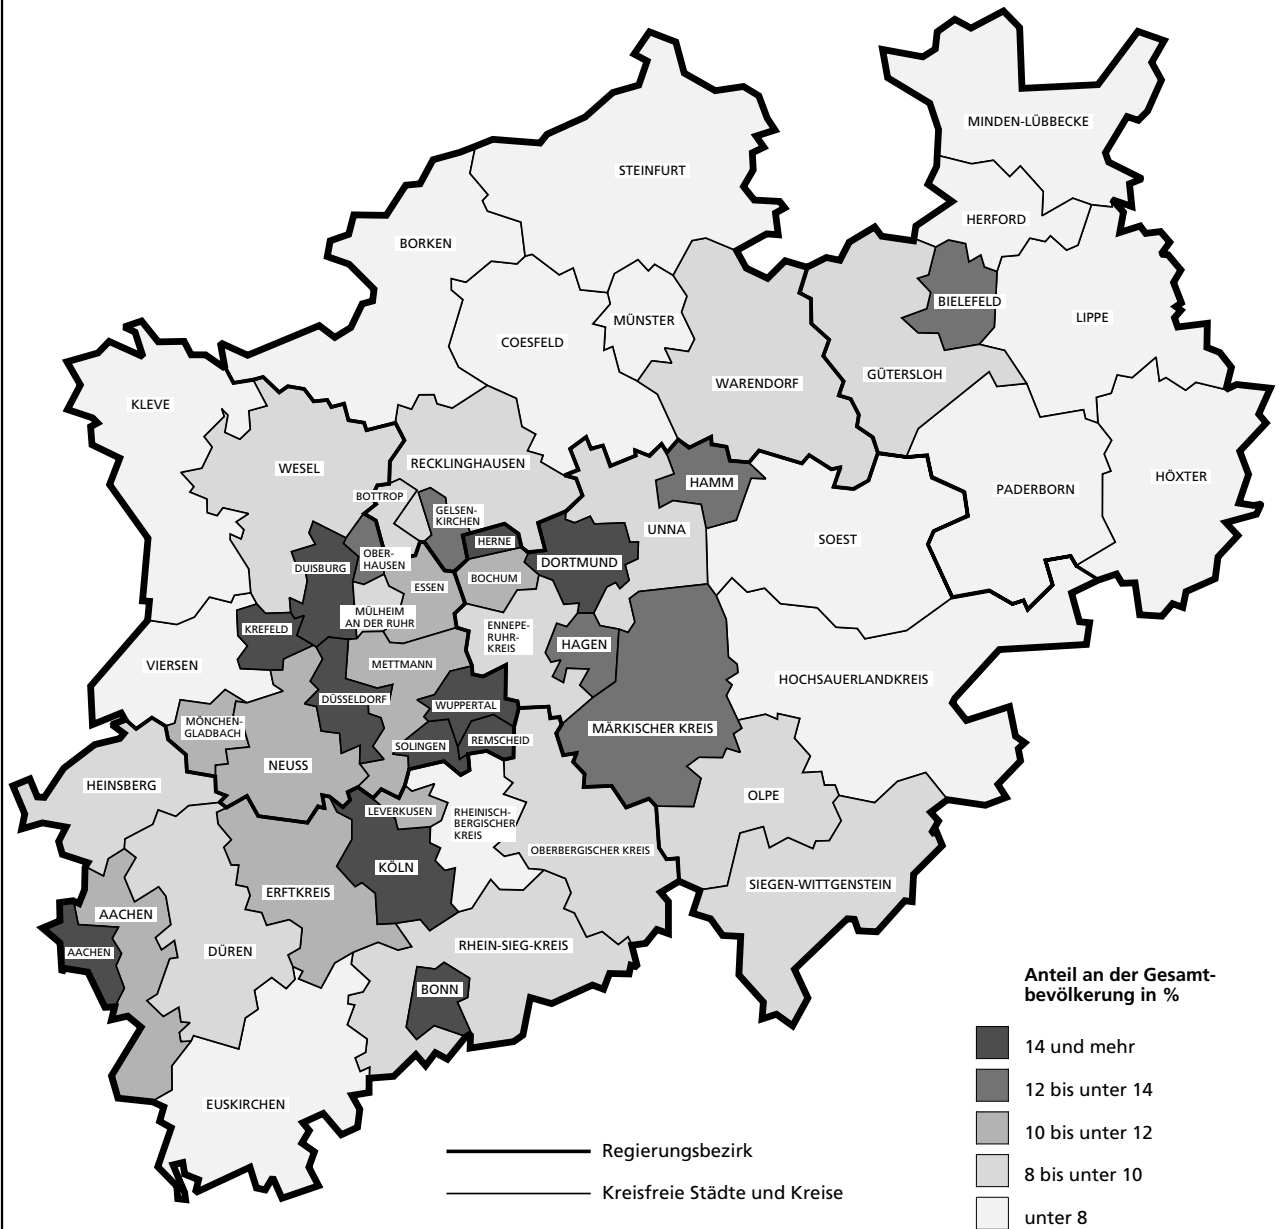 MINDEN-LÜBBECKE
STEINFURT
HERFORD
BORKEN
BIELEFELD
LIPPE
MÜNSTER
COESFELD
GÜTERSLOH
WARENDORF
KLEVE
RECKLINGHAUSEN
WESEL
HÖXTER
HAMM
PADERBORN
BOTTROP
GELSEN-
KIRCHEN
UNNA
SOEST
HERNE
OBER-
HAUSEN
DORTMUND
DUISBURG
BOCHUM
ESSEN
MÜLHEIM
AN DER RUHR
KREFELD
ENNEPE-
RUHR-
KREIS
HAGEN
VIERSEN
METTMANN
HOCHSAUERLANDKREIS
DÜSSELDORF
WUPPERTAL
MÖNCHEN-
GLADBACH
MÄRKISCHER KREIS
SOLINGEN
REMSCHEID
NEUSS
HEINSBERG
OLPE
LEVERKUSEN
RHEINISCH-
BERGISCHER
KREIS
OBERBERGISCHER KREIS
KÖLN
SIEGEN-WITTGENSTEIN
ERFTKREIS
AACHEN
RHEIN-SIEG-KREIS
AACHEN
DÜREN
BONN
EUSKIRCHEN
Anteil an der Gesamt-
bevölkerung in %
14 und mehr
12 bis unter 14
10 bis unter 12
8 bis unter 10
unter 8
Regierungsbezirk
Kreisfreie Städte und Kreise